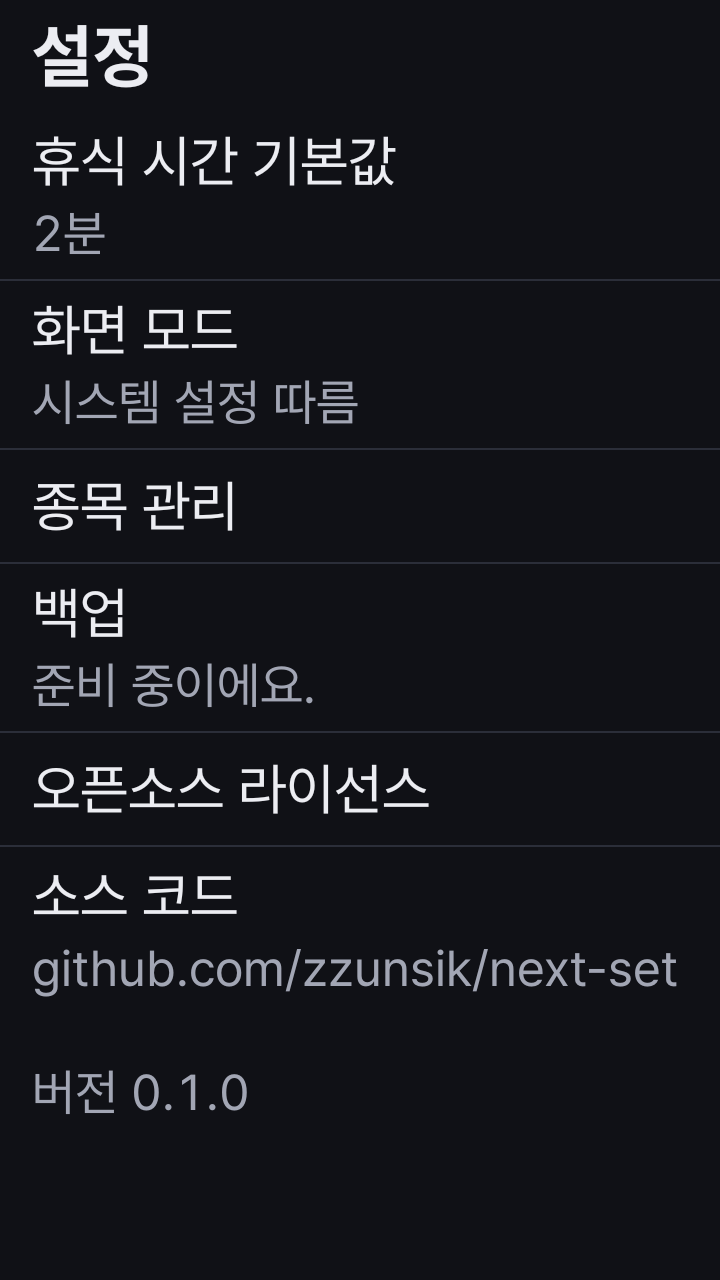 설정
휴식 시간 기본값
2분
화면 모드
시스템 설정 따름
종목 관리
백업
준비 중이에요.
오픈소스 라이선스
소스 코드
github.com/zzunsik/next-set
버전 0.1.0